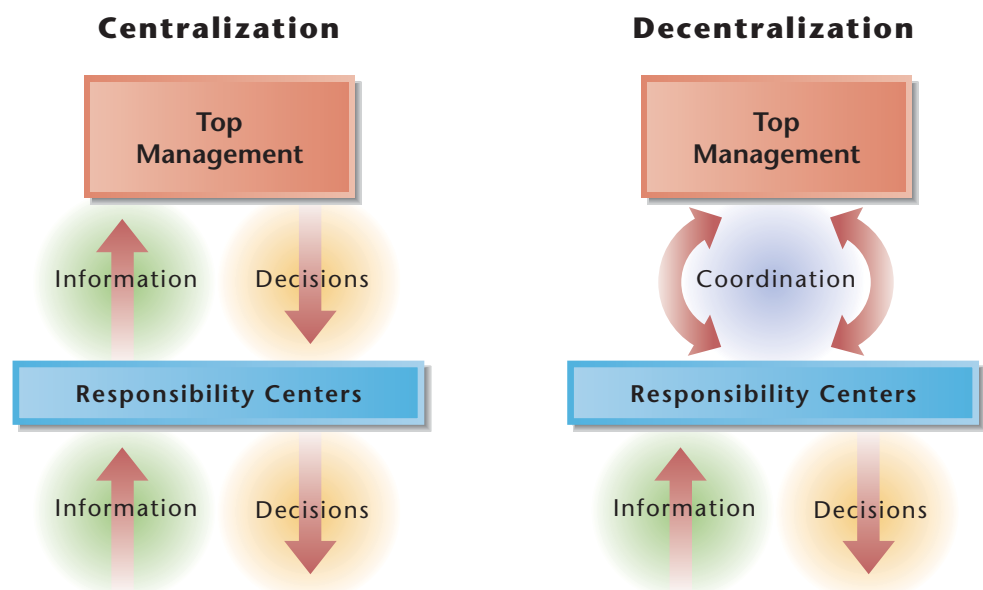 Centralization
Top
Management
Information
Decisions
Responsibility Centers
Information
Decisions
Decentralization
Top
Management
Coordination
Responsibility Centers
Information
Decisions